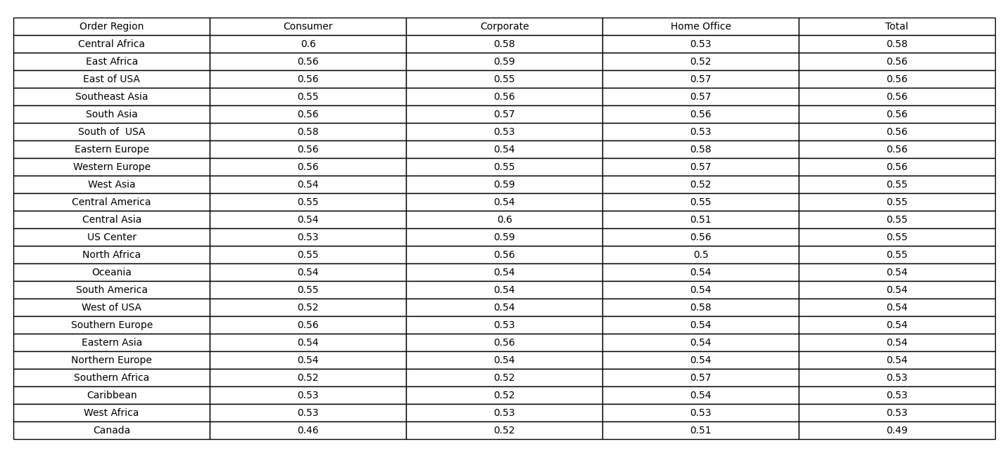 Order Region Consumer Corporate Home Office Total
Central Africa 0.6 0.58 0.53 0.58
East Africa 0.56 0.59 0.52 0.56
East of USA 0.56 0.55 0.57 0.56
Southeast Asia 0.55 0.56 0.57 0.56
South Asia 0.56 0.57 0.56 0.56
South of  USA 0.58 0.53 0.53 0.56
Eastern Europe 0.56 0.54 0.58 0.56
Western Europe 0.56 0.55 0.57 0.56
West Asia 0.54 0.59 0.52 0.55
Central America 0.55 0.54 0.55 0.55
Central Asia 0.54 0.6 0.51 0.55
US Center 0.53 0.59 0.56 0.55
North Africa 0.55 0.56 0.5 0.55
Oceania 0.54 0.54 0.54 0.54
South America 0.55 0.54 0.54 0.54
West of USA 0.52 0.54 0.58 0.54
Southern Europe 0.56 0.53 0.54 0.54
Eastern Asia 0.54 0.56 0.54 0.54
Northern Europe 0.54 0.54 0.54 0.54
Southern Africa 0.52 0.52 0.57 0.53
Caribbean 0.53 0.52 0.54 0.53
West Africa 0.53 0.53 0.53 0.53
Canada 0.46 0.52 0.51 0.49